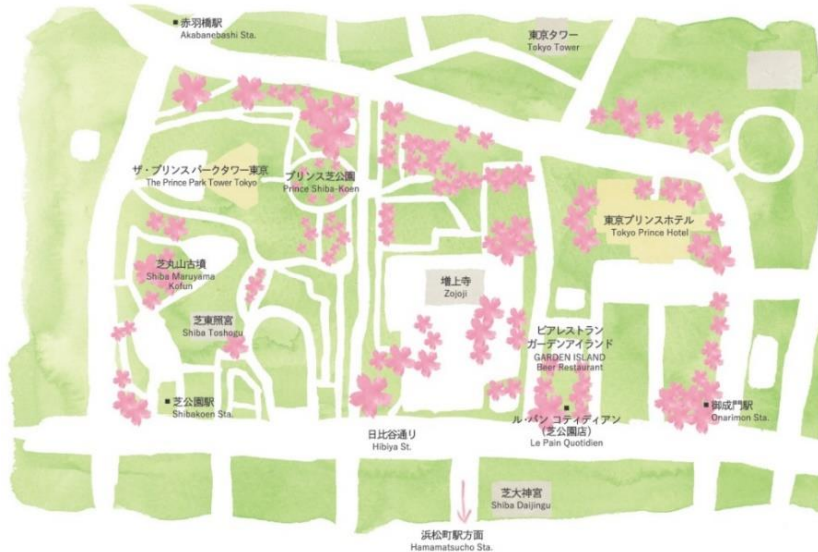 赤羽橋駅
Akabanebashi Sta.
東京タワー
Tokyo Tower
ザ・プリンス パークタワー東京
The Prince Park Tower Tokyo
プリンス芝公園
Prince Shiba-Koen
東京プリンスホテル
Tokyo Prince Hotel
芝丸山古墳
Shiba Maruyama
Kofun
増上寺
Zojoji
芝東照宮
Shiba Toshogu
ビアレストラン
ガーデンアイランド
GARDEN ISLAND
Beer Restaurant
芝公園駅
Shibakoen Sta.
御成門駅
Onarimon Sta.
ル・パン コティディアン
(芝公園店)
Le Pain Quotidien
日比谷通り
Hibiya St.
芝大神宮
Shiba Daijingu
浜松町駅方面
Hamamatsucho Sta.